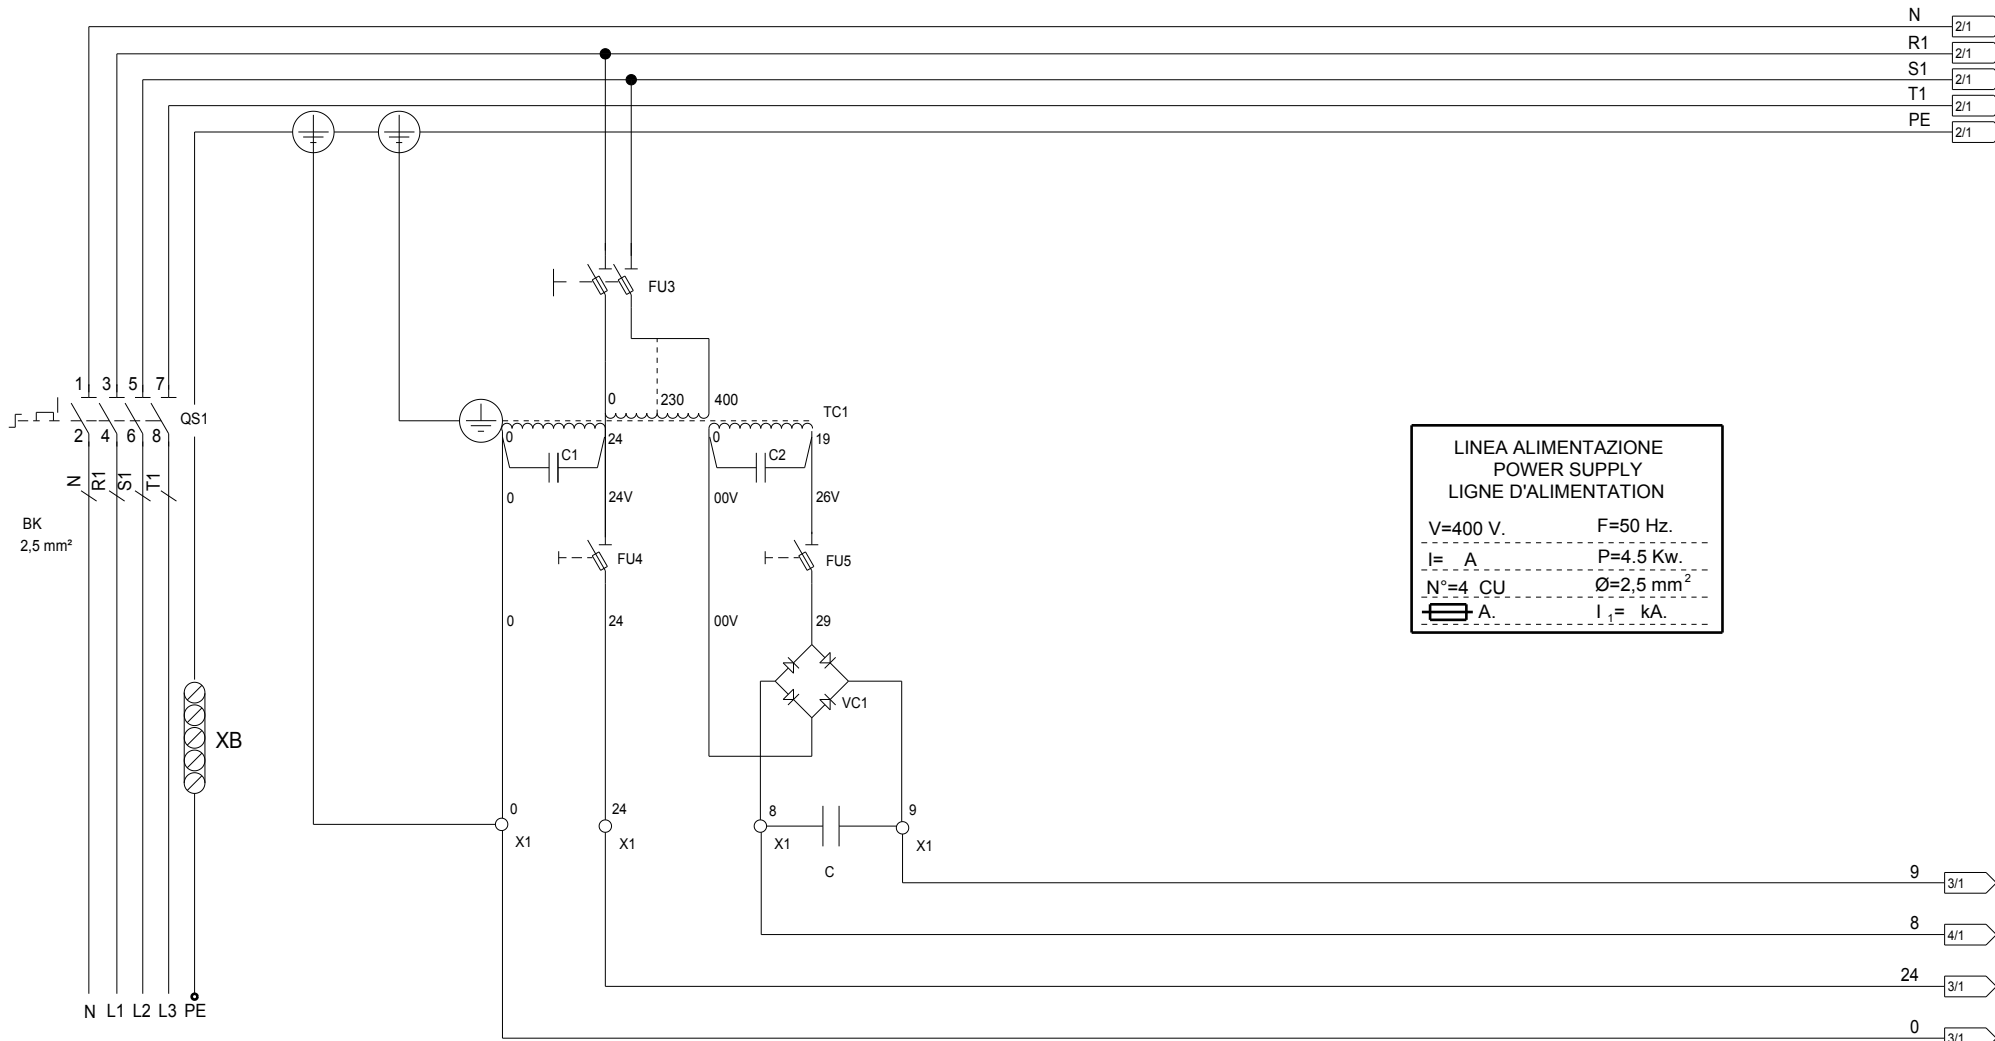 N 2/1
R1 2/1
S1 2/1
T1 2/1
PE 2/1
FU3
1 3 5 7
QS1
2 4 6 8
N R1 S1 T1
BK
2,5 mm²
0 230 400
TC1
0 24 0 19
C1 C2
0 24V 00V 26V
FU4 FU5
0 24 00V 29
VC1
XB
0 24 8 9
X1 X1 X1 X1
C
LINEA ALIMENTAZIONE
POWER SUPPLY
LIGNE D'ALIMENTATION
V=400 V. F=50 Hz.
I= A P=4.5 Kw.
N°=4 CU Ø=2,5 mm²
A. I₁= kA.
9 3/1
8 4/1
24 3/1
0 3/1
N L1 L2 L3 PE